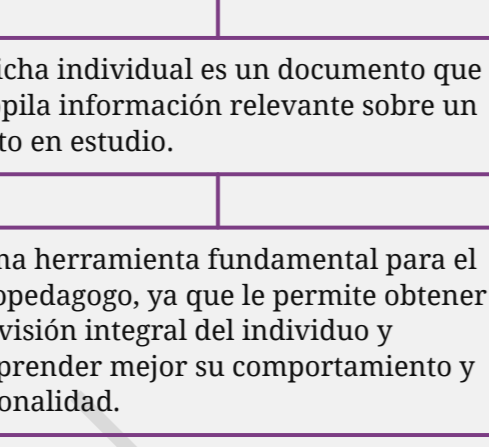 icha individual es un documento que
opila información relevante sobre un
to en estudio.
na herramienta fundamental para el
opedagogo, ya que le permite obtener
visión integral del individuo y
prender mejor su comportamiento y
onalidad.